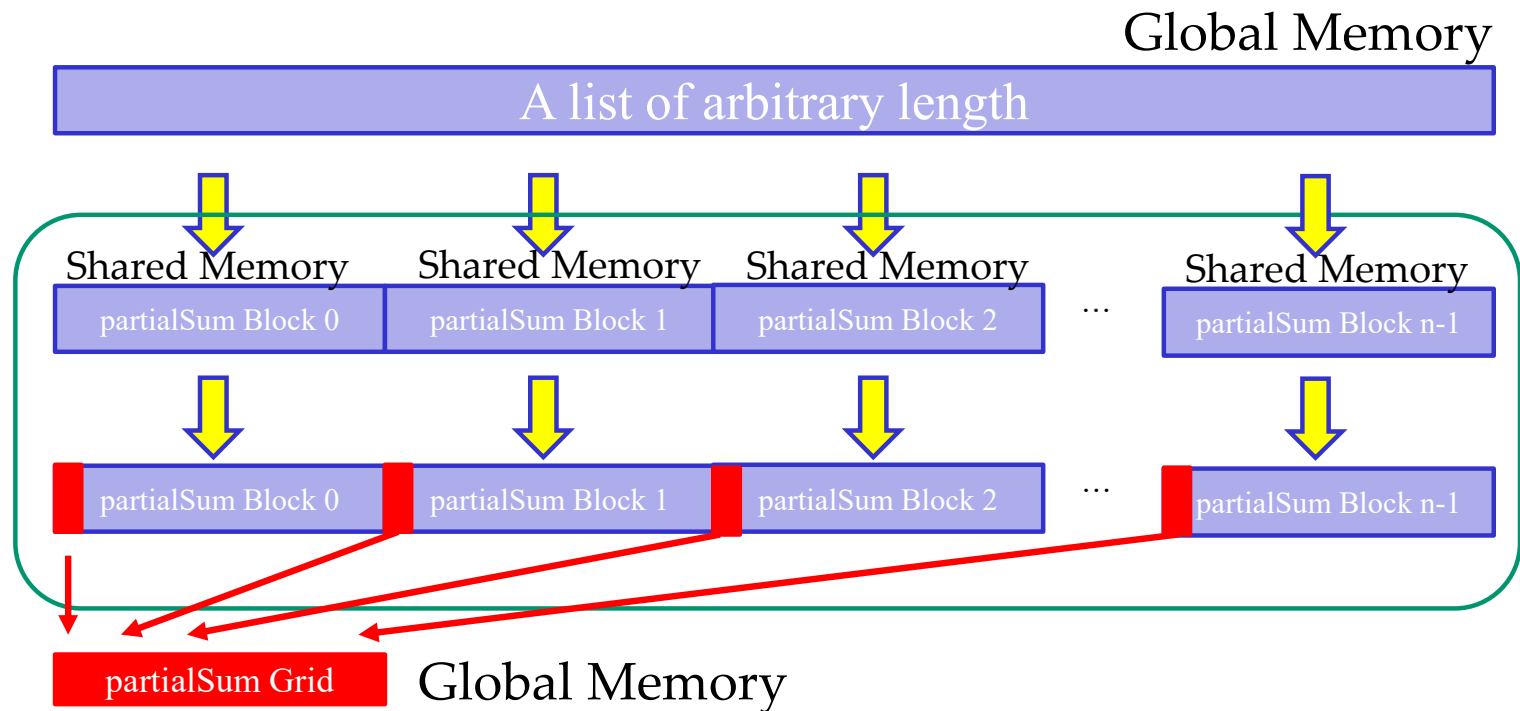 Global Memory
A list of arbitrary length
Shared Memory Shared Memory Shared Memory Shared Memory
partialSum Block 0 partialSum Block 1 partialSum Block 2 ... partialSum Block n-1
partialSum Block 0 partialSum Block 1 partialSum Block 2 ... partialSum Block n-1
partialSum Grid Global Memory